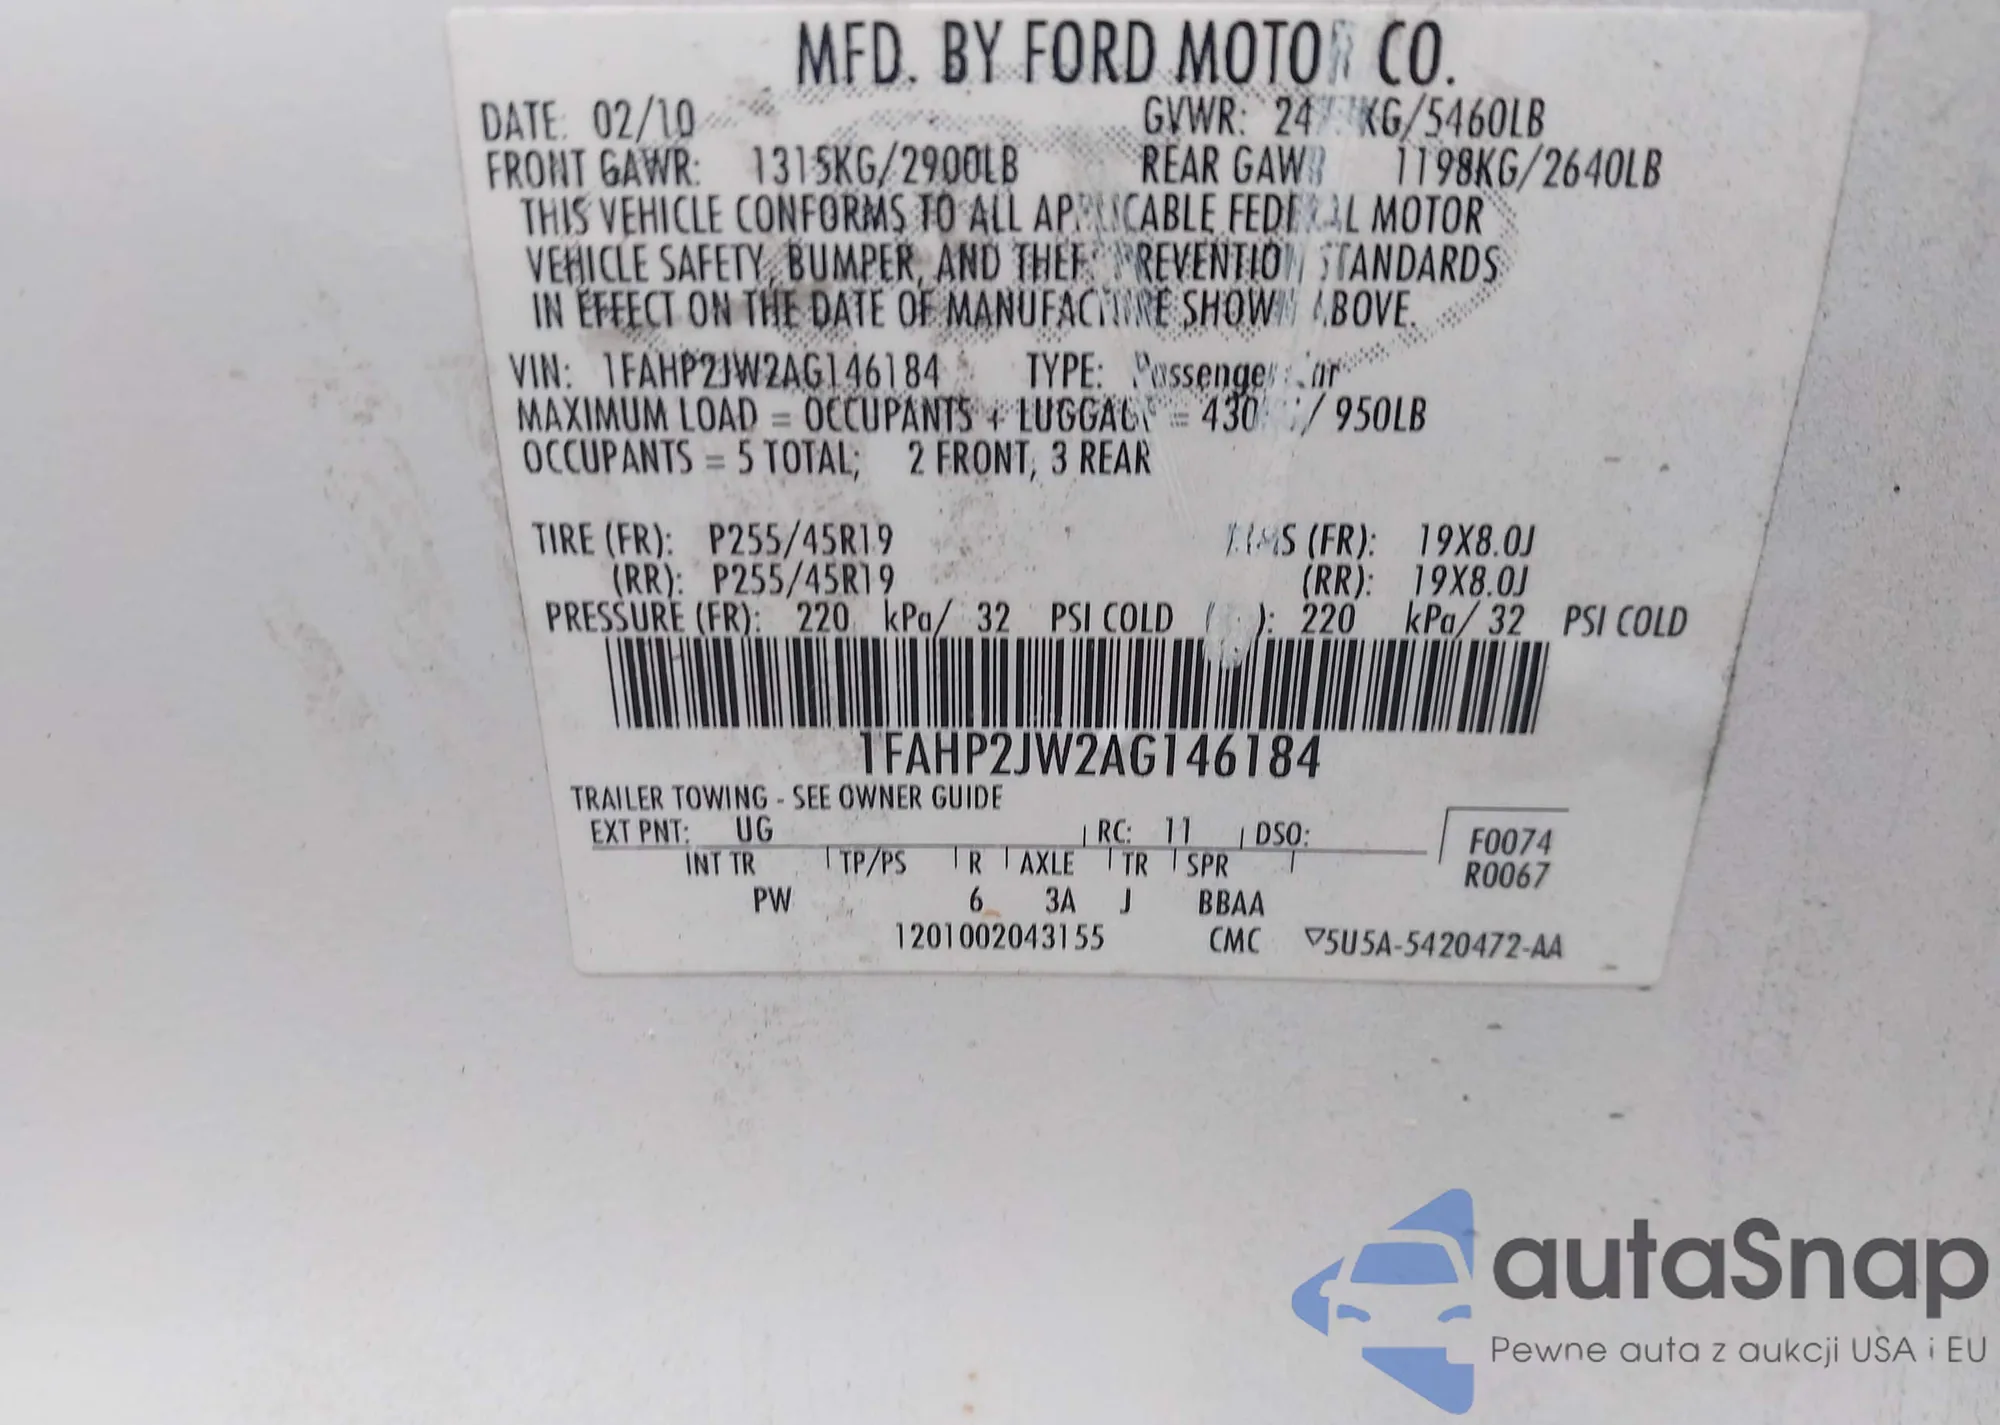 MFD. BY FORD MOTOR CO.
DATE: 02/10 GVWR: KG/5460LB
FRONT GAWR: 1315KG/2900LB REAR GAWR 1198KG/2640LB
THIS VEHICLE CONFORMS TO ALL APPLICABLE FEDERAL MOTOR
VEHICLE SAFETY, BUMPER, AND THEFT PREVENTION STANDARDS
IN EFFECT ON THE DATE OF MANUFACTURE SHOWN ABOVE.
VIN: 1FAHP2JW2AG146184 TYPE: Passenger Car
MAXIMUM LOAD = OCCUPANTS + LUGGAGE = 430 / 950LB
OCCUPANTS = 5 TOTAL; 2 FRONT, 3 REAR
TIRE (FR): P255/45R19 RIMS (FR): 19X8.0J
(RR): P255/45R19 (RR): 19X8.0J
PRESSURE (FR): 220 kPa/ 32 PSI COLD ( ): 220 kPa/ 32 PSI COLD
1FAHP2JW2AG146184
TRAILER TOWING - SEE OWNER GUIDE
EXT PNT: UG RC: 11 DSO: F0074
INT TR TP/PS R AXLE TR SPR R0067
PW 6 3A J BBAA
1201002043155 CMC ▽5U5A-5420472-AA
autaSnap
Pewne auta z aukcji USA i EU